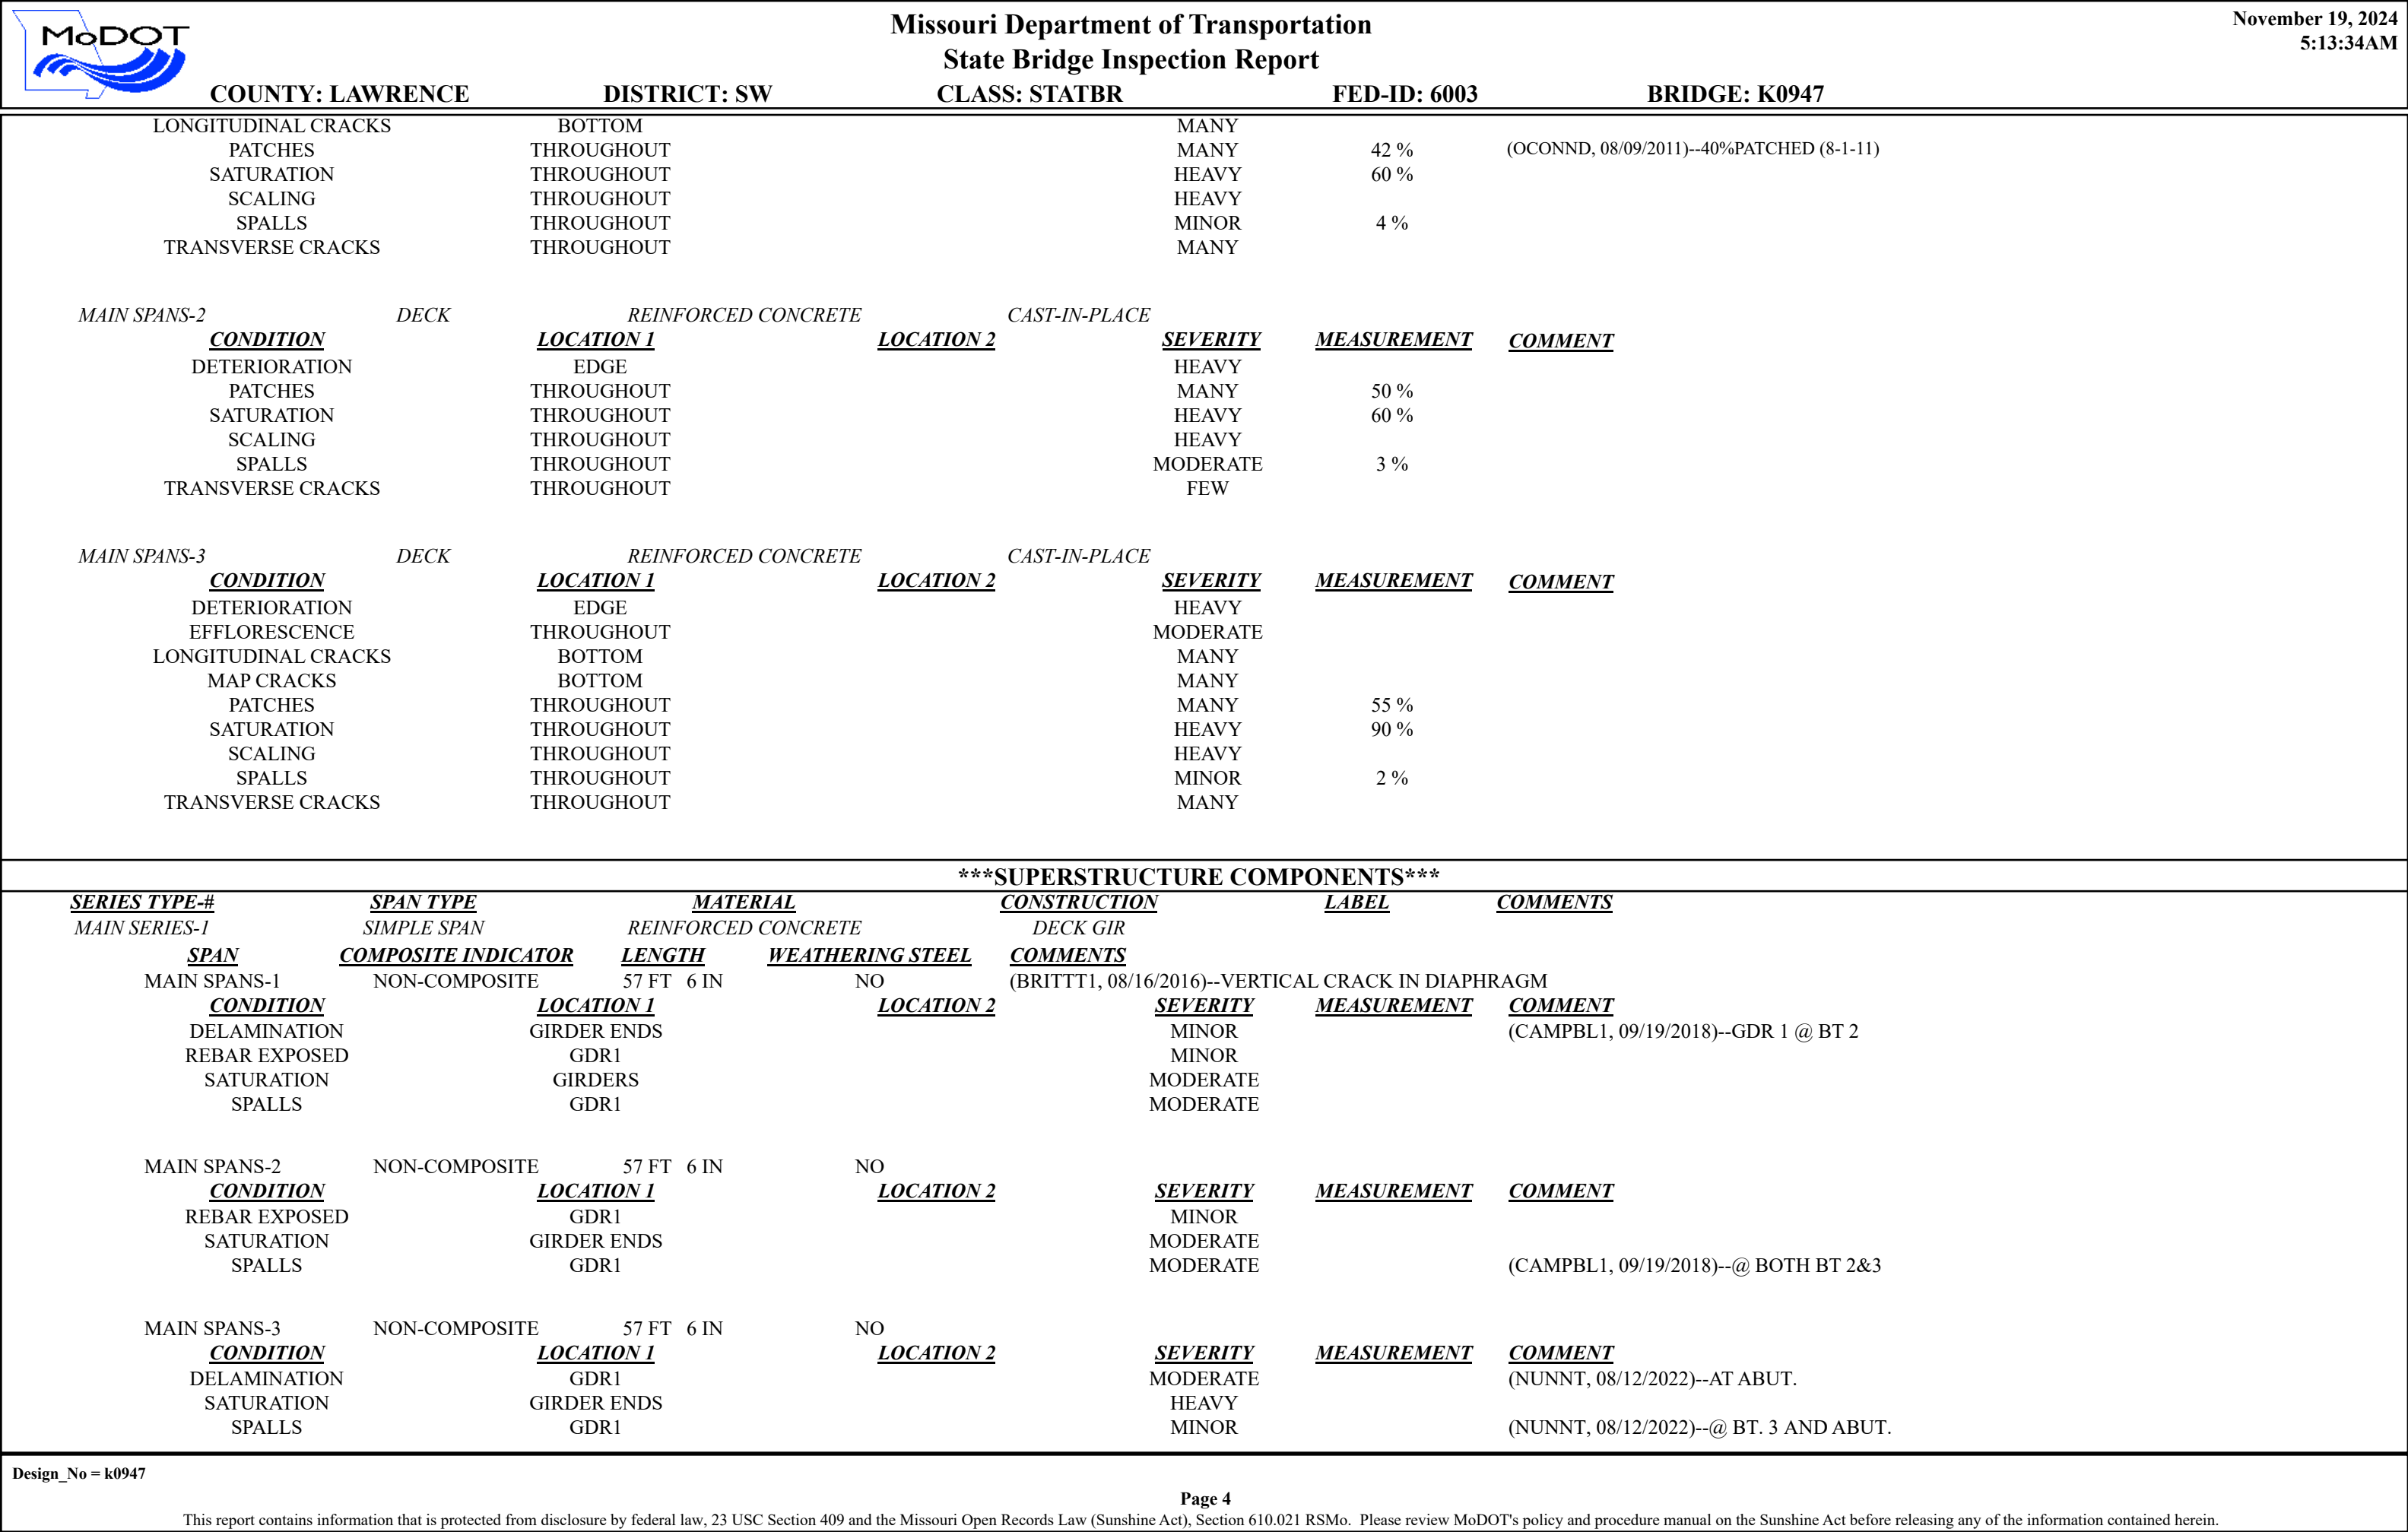 MoDOT
Missouri Department of Transportation
State Bridge Inspection Report
November 19, 2024
5:13:34AM
COUNTY: LAWRENCE DISTRICT: SW CLASS: STATBR FED-ID: 6003 BRIDGE: K0947
LONGITUDINAL CRACKS BOTTOM MANY
PATCHES THROUGHOUT MANY 42 % (OCONND, 08/09/2011)--40%PATCHED (8-1-11)
SATURATION THROUGHOUT HEAVY 60 %
SCALING THROUGHOUT HEAVY
SPALLS THROUGHOUT MINOR 4 %
TRANSVERSE CRACKS THROUGHOUT MANY
MAIN SPANS-2 DECK REINFORCED CONCRETE CAST-IN-PLACE
CONDITION LOCATION 1 LOCATION 2 SEVERITY MEASUREMENT COMMENT
DETERIORATION EDGE HEAVY
PATCHES THROUGHOUT MANY 50 %
SATURATION THROUGHOUT HEAVY 60 %
SCALING THROUGHOUT HEAVY
SPALLS THROUGHOUT MODERATE 3 %
TRANSVERSE CRACKS THROUGHOUT FEW
MAIN SPANS-3 DECK REINFORCED CONCRETE CAST-IN-PLACE
CONDITION LOCATION 1 LOCATION 2 SEVERITY MEASUREMENT COMMENT
DETERIORATION EDGE HEAVY
EFFLORESCENCE THROUGHOUT MODERATE
LONGITUDINAL CRACKS BOTTOM MANY
MAP CRACKS BOTTOM MANY
PATCHES THROUGHOUT MANY 55 %
SATURATION THROUGHOUT HEAVY 90 %
SCALING THROUGHOUT HEAVY
SPALLS THROUGHOUT MINOR 2 %
TRANSVERSE CRACKS THROUGHOUT MANY
***SUPERSTRUCTURE COMPONENTS***
SERIES TYPE-# SPAN TYPE MATERIAL CONSTRUCTION LABEL COMMENTS
MAIN SERIES-1 SIMPLE SPAN REINFORCED CONCRETE DECK GIR
SPAN COMPOSITE INDICATOR LENGTH WEATHERING STEEL COMMENTS
MAIN SPANS-1 NON-COMPOSITE 57 FT 6 IN NO (BRITTT1, 08/16/2016)--VERTICAL CRACK IN DIAPHRAGM
CONDITION LOCATION 1 LOCATION 2 SEVERITY MEASUREMENT COMMENT
DELAMINATION GIRDER ENDS MINOR (CAMPBL1, 09/19/2018)--GDR 1 @ BT 2
REBAR EXPOSED GDR1 MINOR
SATURATION GIRDERS MODERATE
SPALLS GDR1 MODERATE
MAIN SPANS-2 NON-COMPOSITE 57 FT 6 IN NO
CONDITION LOCATION 1 LOCATION 2 SEVERITY MEASUREMENT COMMENT
REBAR EXPOSED GDR1 MINOR
SATURATION GIRDER ENDS MODERATE
SPALLS GDR1 MODERATE (CAMPBL1, 09/19/2018)--@ BOTH BT 2&3
MAIN SPANS-3 NON-COMPOSITE 57 FT 6 IN NO
CONDITION LOCATION 1 LOCATION 2 SEVERITY MEASUREMENT COMMENT
DELAMINATION GDR1 MODERATE (NUNNT, 08/12/2022)--AT ABUT.
SATURATION GIRDER ENDS HEAVY
SPALLS GDR1 MINOR (NUNNT, 08/12/2022)--@ BT. 3 AND ABUT.
Design_No = k0947
Page 4
This report contains information that is protected from disclosure by federal law, 23 USC Section 409 and the Missouri Open Records Law (Sunshine Act), Section 610.021 RSMo. Please review MoDOT's policy and procedure manual on the Sunshine Act before releasing any of the information contained herein.